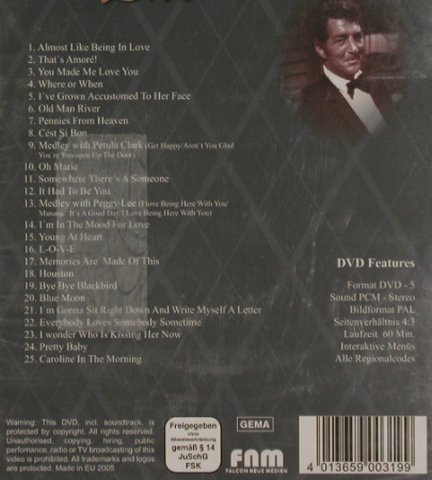 1. Almost Like Being In Love
2. That´s Amoré!
3. You Made Me Love You
4. Where or When
5. I´ve Grown Accustomed To Her Face
6. Old Man River
7. Pennies From Heaven
8. Cést Si Bon
9. Medley with Petula Clark (Get Happy/Aren´t You Glad
You´re You/open Up The Door)
10. Oh Marie
11. Somewhere There´s A Someone
12. It Had To Be You
13. Medley with Peggy Lee (I love Being Here With You/
Manana It´s A Good Day/I Love Being Here With You)
14. I´m In The Mood For Love
15. Young At Heart
16. L-O-V-E
17. Memories Are Made Of This
18. Houston
19. Bye Bye Blackbird
20. Blue Moon
21. I´m Gonna Sit Right Down And Write Myself A Letter
22. Everybody Loves Somebody Sometime
23. I wonder Who Is Kissing Her Now
24. Pretty Baby
25. Caroline In The Morning
DVD Features
Format DVD - 5
Sound PCM - Stereo
Bildformat PAL
Seitenverhältnis 4:3
Laufzeit 60 Min.
Interaktive Menüs
Alle Regionalcodes
Warning: This DVD, incl. soundtrack, is
protected by copyright. All rights reserved.
Unauthorised, copying, hiring, public
perfomance, radio or TV broadcasting of this
video is prohibited. All trademarks and logos
are protected. Made in EU 2005
Freigegeben
ohne
Altersbeschränkung
gemäß § 14
JuSchG
FSK
GEMA
FNM
FALCON NEUE MEDIEN
4 013659 003199